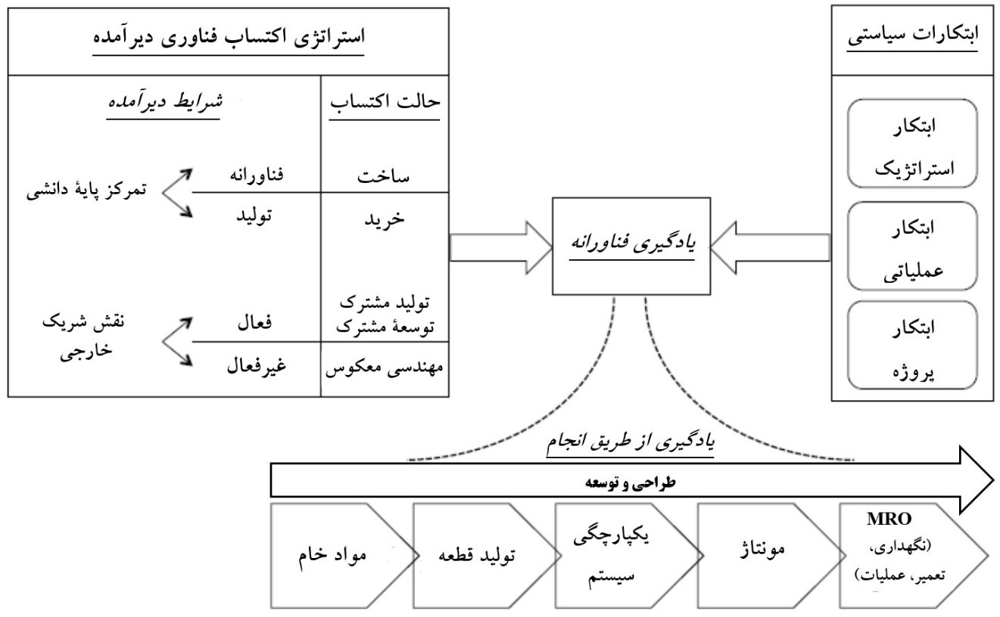 ابتکارات سیاستی
ابتکار
استراتژیک
ابتکار
عملیاتی
ابتکار
پروژه
استراتژی اکتساب فناوری دیرآمده
حالت اکتساب
شرایط دیرآمده
ساخت
فناورانه
تمرکز پایهٔ دانشی
خرید
تولید
تولید مشترک
توسعهٔ مشترک
فعال
نقش شریک
خارجی
مهندسی معکوس
غیرفعال
یادگیری فناورانه
یادگیری از طریق انجام
طراحی و توسعه
مواد خام
تولید قطعه
یکپارچگی
سیستم
مونتاژ
MRO
(نگهداری،
تعمیر، عملیات)